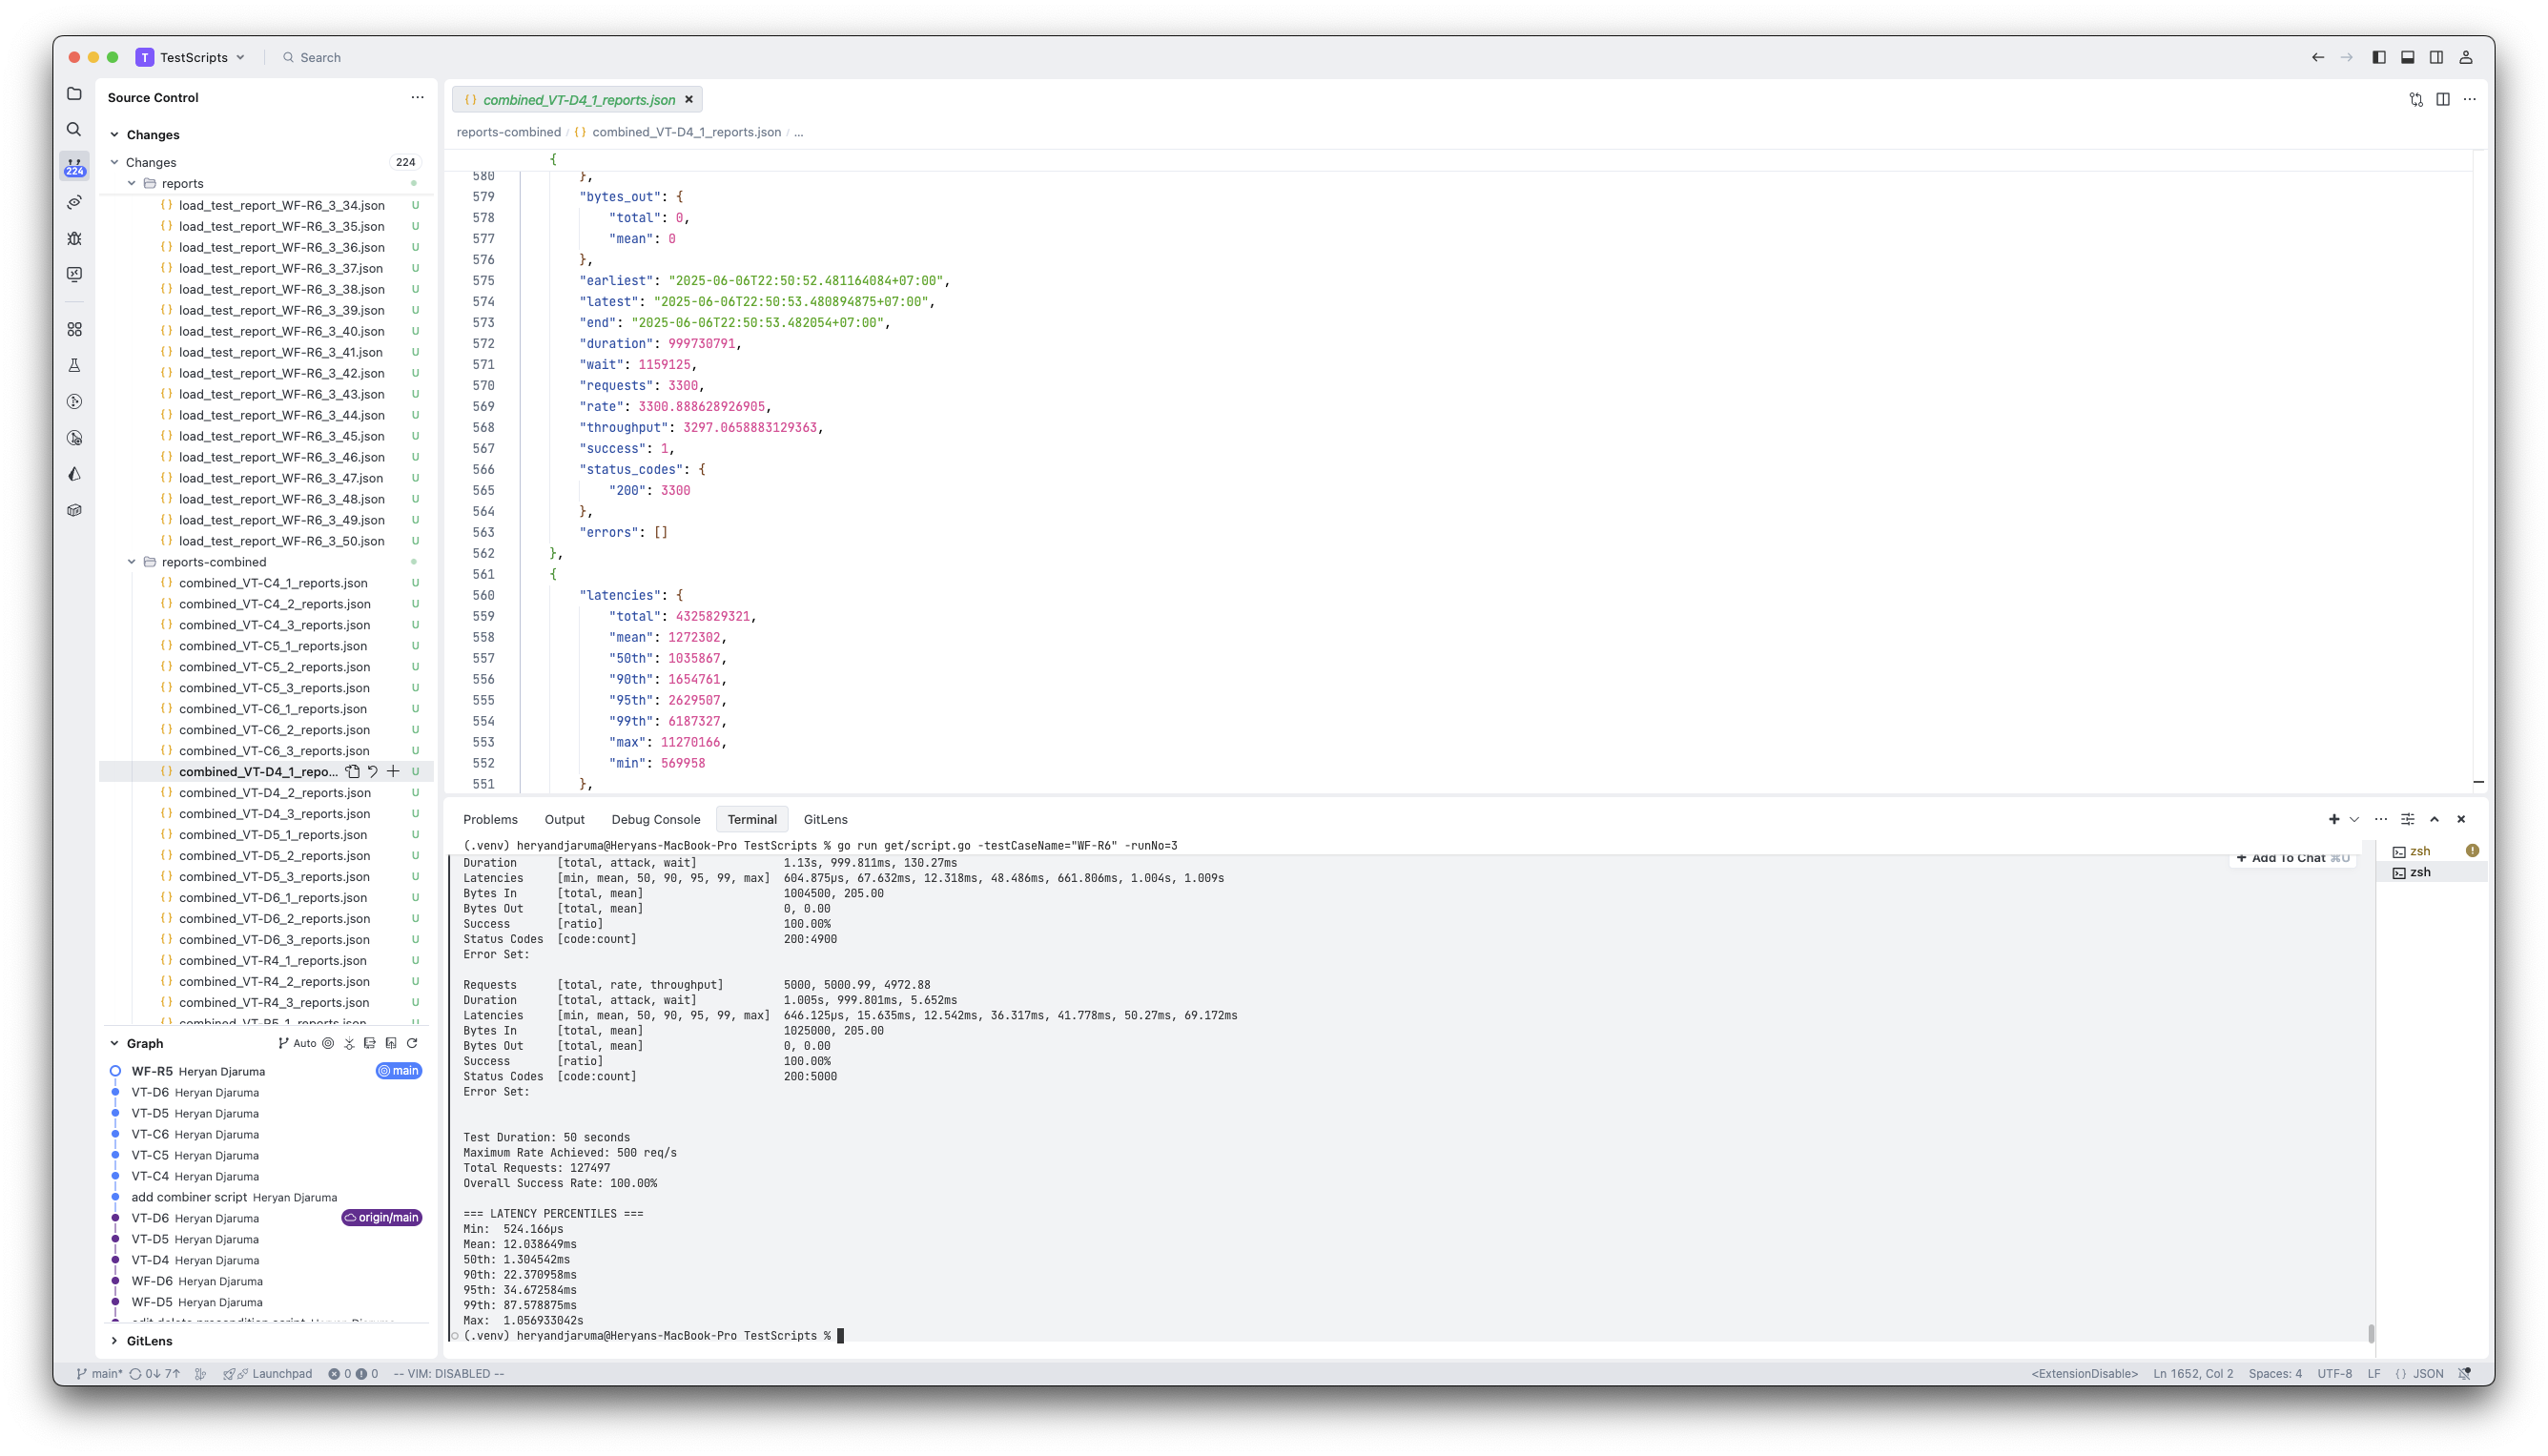 T TestScripts
Search
Source Control
Changes
Changes 224
224
reports
load_test_report_WF-R6_3_34.json U
load_test_report_WF-R6_3_35.json U
load_test_report_WF-R6_3_36.json U
load_test_report_WF-R6_3_37.json U
load_test_report_WF-R6_3_38.json U
load_test_report_WF-R6_3_39.json U
load_test_report_WF-R6_3_40.json U
load_test_report_WF-R6_3_41.json U
load_test_report_WF-R6_3_42.json U
load_test_report_WF-R6_3_43.json U
load_test_report_WF-R6_3_44.json U
load_test_report_WF-R6_3_45.json U
load_test_report_WF-R6_3_46.json U
load_test_report_WF-R6_3_47.json U
load_test_report_WF-R6_3_48.json U
load_test_report_WF-R6_3_49.json U
load_test_report_WF-R6_3_50.json U
reports-combined
combined_VT-C4_1_reports.json U
combined_VT-C4_2_reports.json U
combined_VT-C4_3_reports.json U
combined_VT-C5_1_reports.json U
combined_VT-C5_2_reports.json U
combined_VT-C5_3_reports.json U
combined_VT-C6_1_reports.json U
combined_VT-C6_2_reports.json U
combined_VT-C6_3_reports.json U
combined_VT-D4_1_repo... U
combined_VT-D4_2_reports.json U
combined_VT-D4_3_reports.json U
combined_VT-D5_1_reports.json U
combined_VT-D5_2_reports.json U
combined_VT-D5_3_reports.json U
combined_VT-D6_1_reports.json U
combined_VT-D6_2_reports.json U
combined_VT-D6_3_reports.json U
combined_VT-R4_1_reports.json U
combined_VT-R4_2_reports.json U
combined_VT-R4_3_reports.json U
combined_VT-R5_1_reports.json U
Graph Auto
WF-R5 Heryan Djaruma main
VT-D6 Heryan Djaruma
VT-D5 Heryan Djaruma
VT-C6 Heryan Djaruma
VT-C5 Heryan Djaruma
VT-C4 Heryan Djaruma
add combiner script Heryan Djaruma
VT-D6 Heryan Djaruma origin/main
VT-D5 Heryan Djaruma
VT-D4 Heryan Djaruma
WF-D6 Heryan Djaruma
WF-D5 Heryan Djaruma
edit delete precondition script Heryan Djaruma
GitLens
{} combined_VT-D4_1_reports.json
reports-combined / {} combined_VT-D4_1_reports.json / ...
{
580 },
579 "bytes_out": {
578 "total": 0,
577 "mean": 0
576 },
575 "earliest": "2025-06-06T22:50:52.481164084+07:00",
574 "latest": "2025-06-06T22:50:53.480894875+07:00",
573 "end": "2025-06-06T22:50:53.482054+07:00",
572 "duration": 999730791,
571 "wait": 1159125,
570 "requests": 3300,
569 "rate": 3300.888628926905,
568 "throughput": 3297.0658883129363,
567 "success": 1,
566 "status_codes": {
565 "200": 3300
564 },
563 "errors": []
562 },
561 {
560 "latencies": {
559 "total": 4325829321,
558 "mean": 1272302,
557 "50th": 1035867,
556 "90th": 1654761,
555 "95th": 2629507,
554 "99th": 6187327,
553 "max": 11270166,
552 "min": 569958
551 },
Problems Output Debug Console Terminal GitLens
(.venv) heryandjaruma@Heryans-MacBook-Pro TestScripts % go run get/script.go -testCaseName="WF-R6" -runNo=3
Duration [total, attack, wait] 1.13s, 999.811ms, 130.27ms
Latencies [min, mean, 50, 90, 95, 99, max] 604.875µs, 67.632ms, 12.318ms, 48.486ms, 661.806ms, 1.004s, 1.009s
Bytes In [total, mean] 1004500, 205.00
Bytes Out [total, mean] 0, 0.00
Success [ratio] 100.00%
Status Codes [code:count] 200:4900
Error Set:
Requests [total, rate, throughput] 5000, 5000.99, 4972.88
Duration [total, attack, wait] 1.005s, 999.801ms, 5.652ms
Latencies [min, mean, 50, 90, 95, 99, max] 646.125µs, 15.635ms, 12.542ms, 36.317ms, 41.778ms, 50.27ms, 69.172ms
Bytes In [total, mean] 1025000, 205.00
Bytes Out [total, mean] 0, 0.00
Success [ratio] 100.00%
Status Codes [code:count] 200:5000
Error Set:
Test Duration: 50 seconds
Maximum Rate Achieved: 500 req/s
Total Requests: 127497
Overall Success Rate: 100.00%
=== LATENCY PERCENTILES ===
Min: 524.166µs
Mean: 12.038649ms
50th: 1.304542ms
90th: 22.370958ms
95th: 34.672584ms
99th: 87.578875ms
Max: 1.056933042s
(.venv) heryandjaruma@Heryans-MacBook-Pro TestScripts %
Add To Chat ⌘U
zsh
zsh
main* 0↓ 7↑ Launchpad 0 0 -- VIM: DISABLED --
<ExtensionDisable> Ln 1652, Col 2 Spaces: 4 UTF-8 LF {} JSON